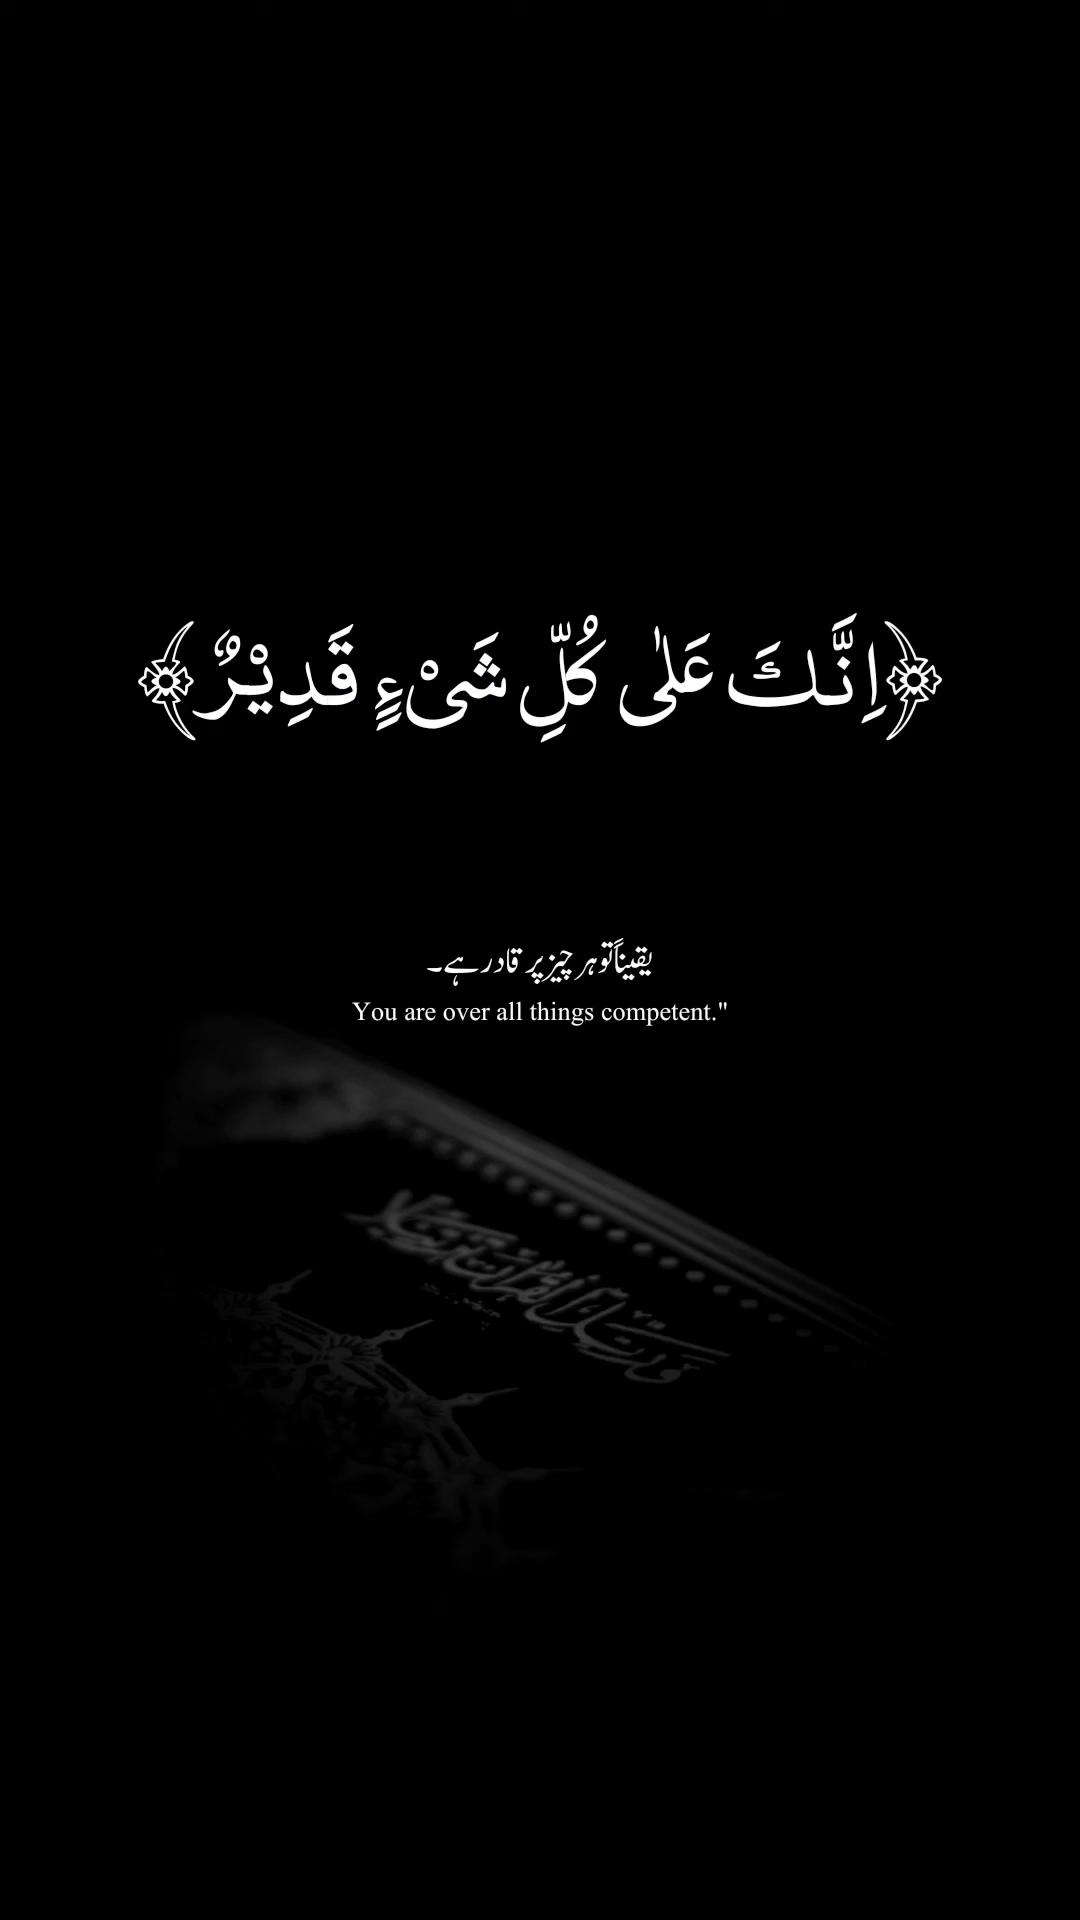 ﴿اِنَّكَ عَلٰى كُلِّ شَىْءٍ قَدِيْرٌ﴾
یقیناً تو ہر چیز پر قادر ہے۔
You are over all things competent."